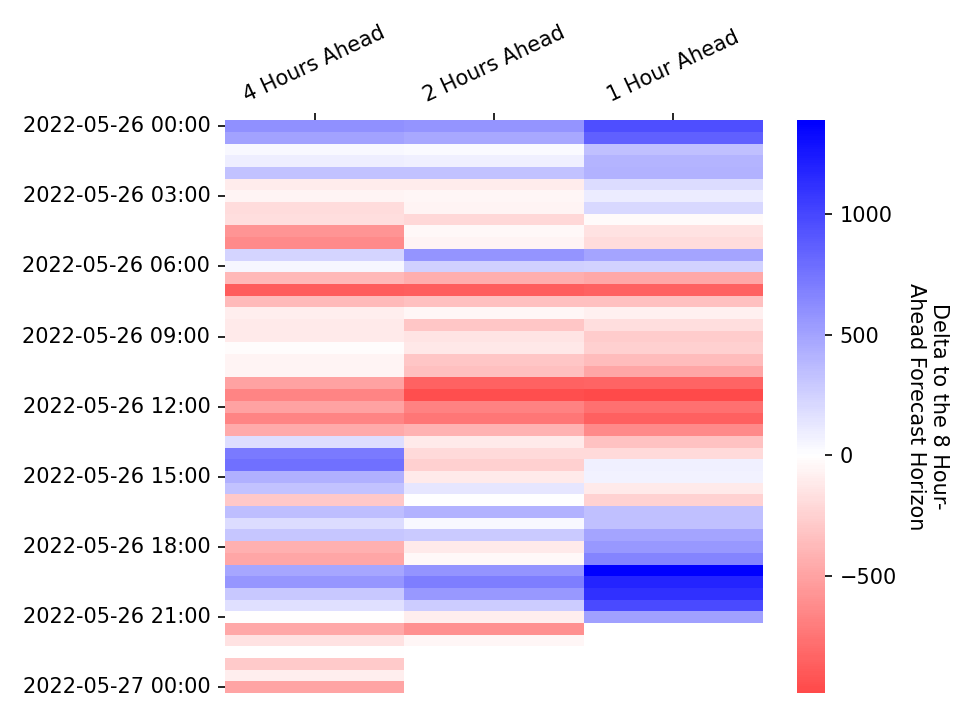 4 Hours Ahead
2 Hours Ahead
1 Hour Ahead
2022-05-26 00:00
2022-05-26 03:00
2022-05-26 06:00
2022-05-26 09:00
2022-05-26 12:00
2022-05-26 15:00
2022-05-26 18:00
2022-05-26 21:00
2022-05-27 00:00
1000
500
0
−500
Delta to the 8 Hour-
Ahead Forecast Horizon